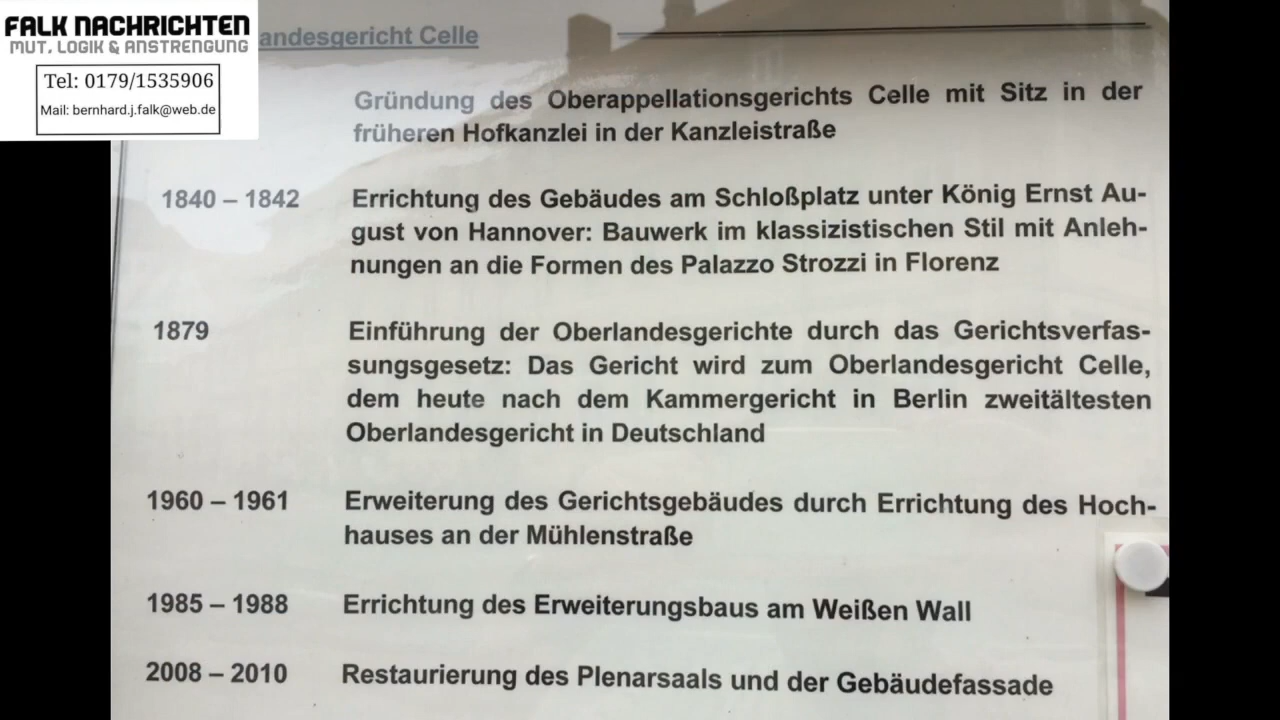 FALK NACHRICHTEN
MUT, LOGIK & ANSTRENGUNG
Tel: 0179/1535906
Mail: bernhard.j.falk@web.de
andesgericht Celle
Gründung des Oberappellationsgerichts Celle mit Sitz in der
früheren Hofkanzlei in der Kanzleistraße
1840 – 1842 Errichtung des Gebäudes am Schloßplatz unter König Ernst Au-
gust von Hannover: Bauwerk im klassizistischen Stil mit Anleh-
nungen an die Formen des Palazzo Strozzi in Florenz
1879 Einführung der Oberlandesgerichte durch das Gerichtsverfas-
sungsgesetz: Das Gericht wird zum Oberlandesgericht Celle,
dem heute nach dem Kammergericht in Berlin zweitältesten
Oberlandesgericht in Deutschland
1960 – 1961 Erweiterung des Gerichtsgebäudes durch Errichtung des Hoch-
hauses an der Mühlenstraße
1985 – 1988 Errichtung des Erweiterungsbaus am Weißen Wall
2008 – 2010 Restaurierung des Plenarsaals und der Gebäudefassade